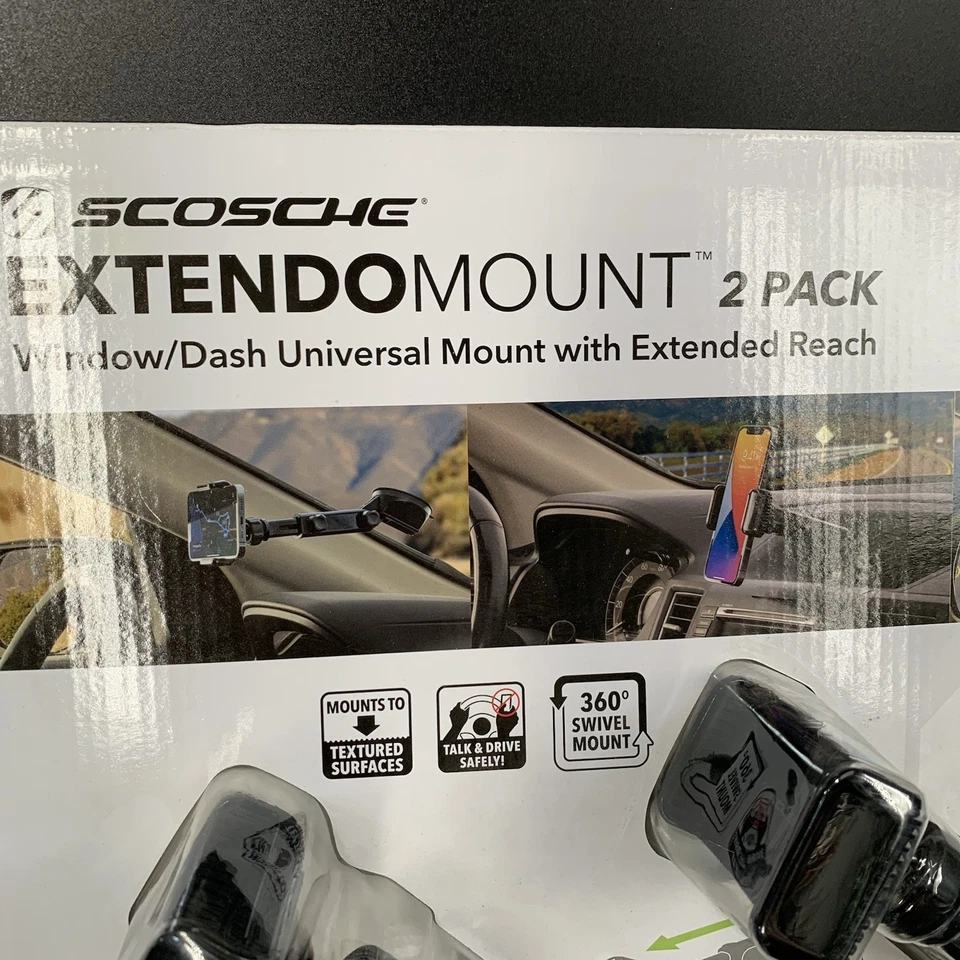 SCOSCHE®
EXTENDOMOUNT™ 2 PACK
Window/Dash Universal Mount with Extended Reach
MOUNTS TO
TEXTURED
SURFACES
TALK & DRIVE
SAFELY!
360°
SWIVEL
MOUNT